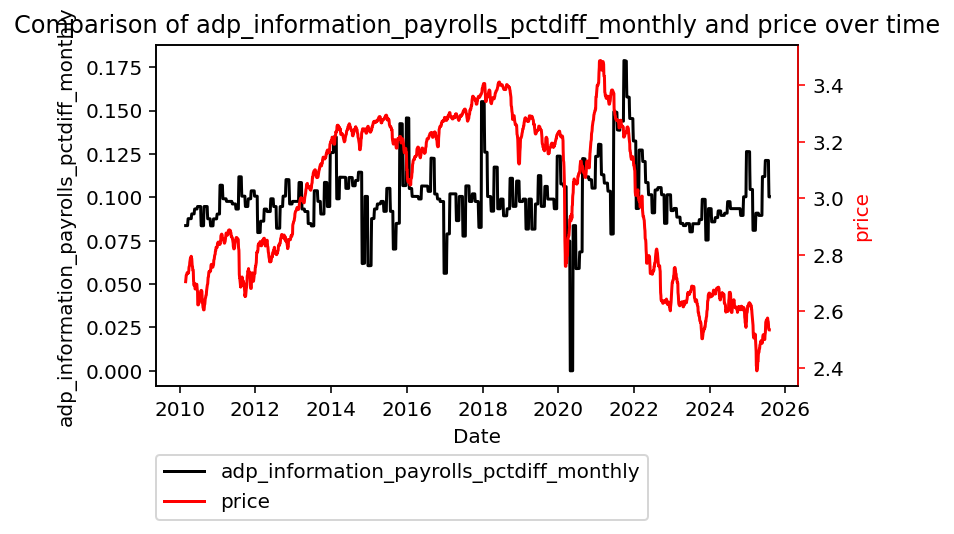 Comparison of adp_information_payrolls_pctdiff_monthly and price over time
adp_information_payrolls_pctdiff_monthly
0.175
0.150
0.125
0.100
0.075
0.050
0.025
0.000
3.4
3.2
3.0
2.8
2.6
2.4
price
2010 2012 2014 2016 2018 2020 2022 2024 2026
Date
adp_information_payrolls_pctdiff_monthly
price